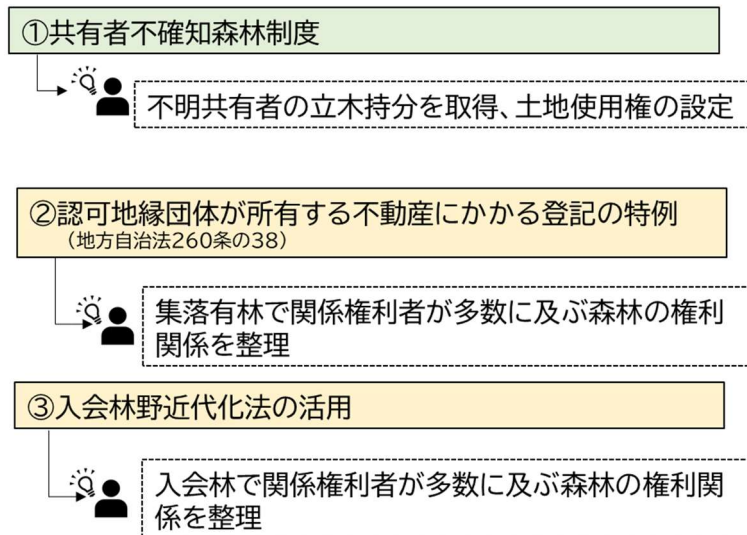 ①共有者不確知森林制度
不明共有者の立木持分を取得、土地使用権の設定
②認可地縁団体が所有する不動産にかかる登記の特例
（地方自治法260条の38）
集落有林で関係権利者が多数に及ぶ森林の権利
関係を整理
③入会林野近代化法の活用
入会林で関係権利者が多数に及ぶ森林の権利関
係を整理